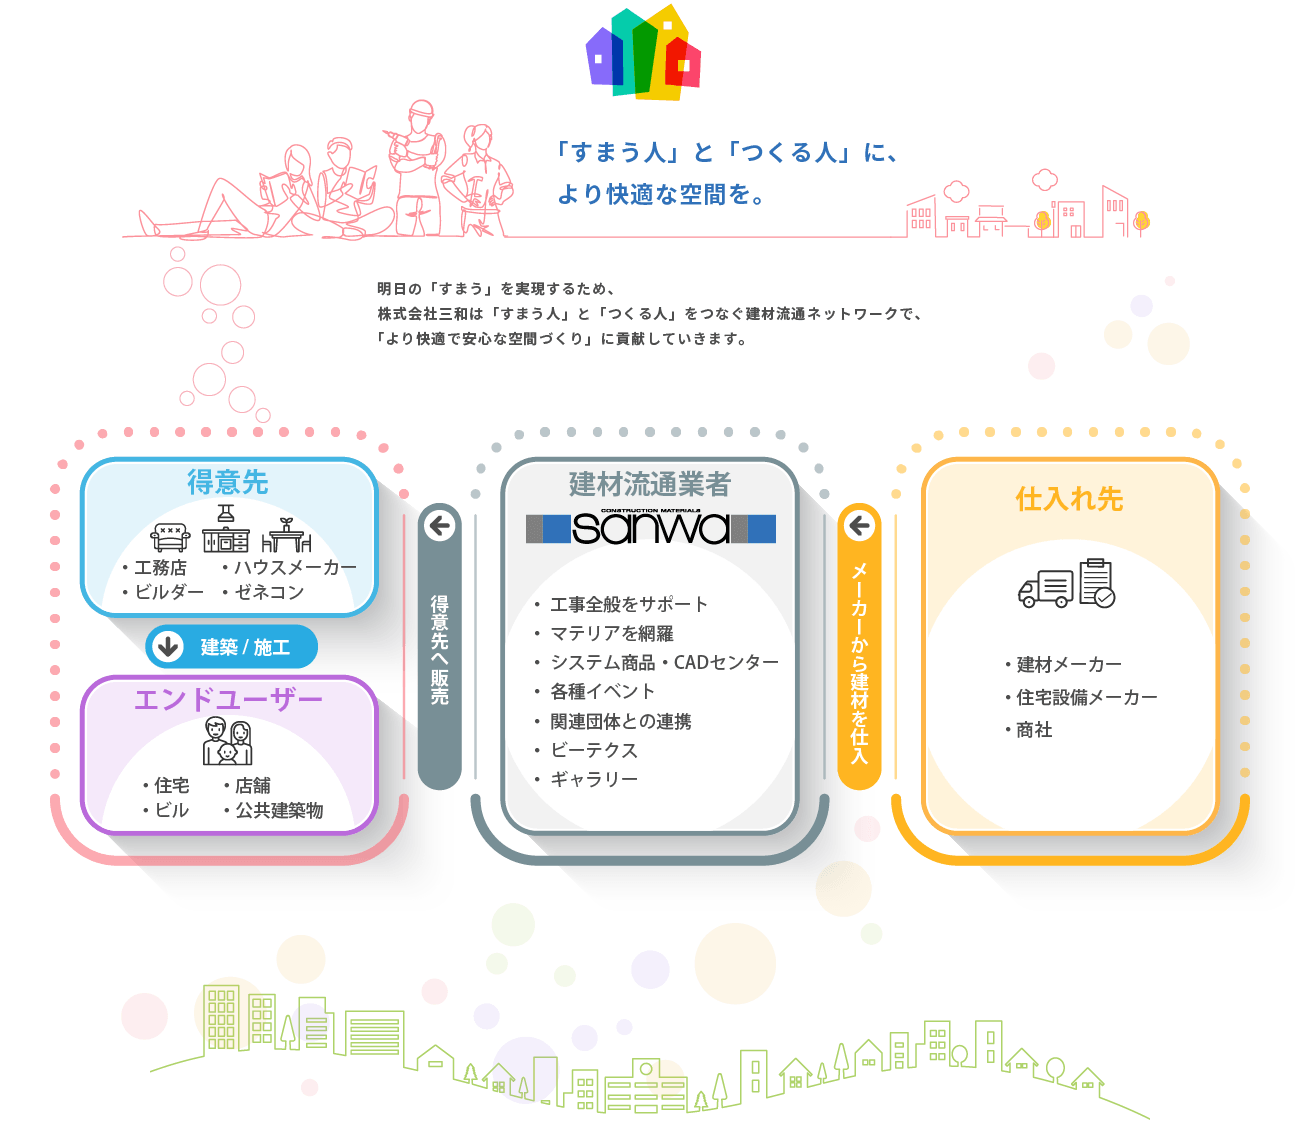 「すまう人」と「つくる人」に、
より快適な空間を。
明日の「すまう」を実現するため、
株式会社三和は「すまう人」と「つくる人」をつなぐ建材流通ネットワークで、
「より快適で安心な空間づくり」に貢献していきます。
得意先
・工務店 ・ハウスメーカー
・ビルダー ・ゼネコン
建築 / 施工
エンドユーザー
・住宅 ・店舗
・ビル ・公共建築物
得意先へ販売
建材流通業者
CONSTRUCTION MATERIALS
sanwa
・ 工事全般をサポート
・ マテリアを網羅
・ システム商品・CADセンター
・ 各種イベント
・ 関連団体との連携
・ ビーテクス
・ ギャラリー
メーカーから建材を仕入
仕入れ先
・建材メーカー
・住宅設備メーカー
・商社